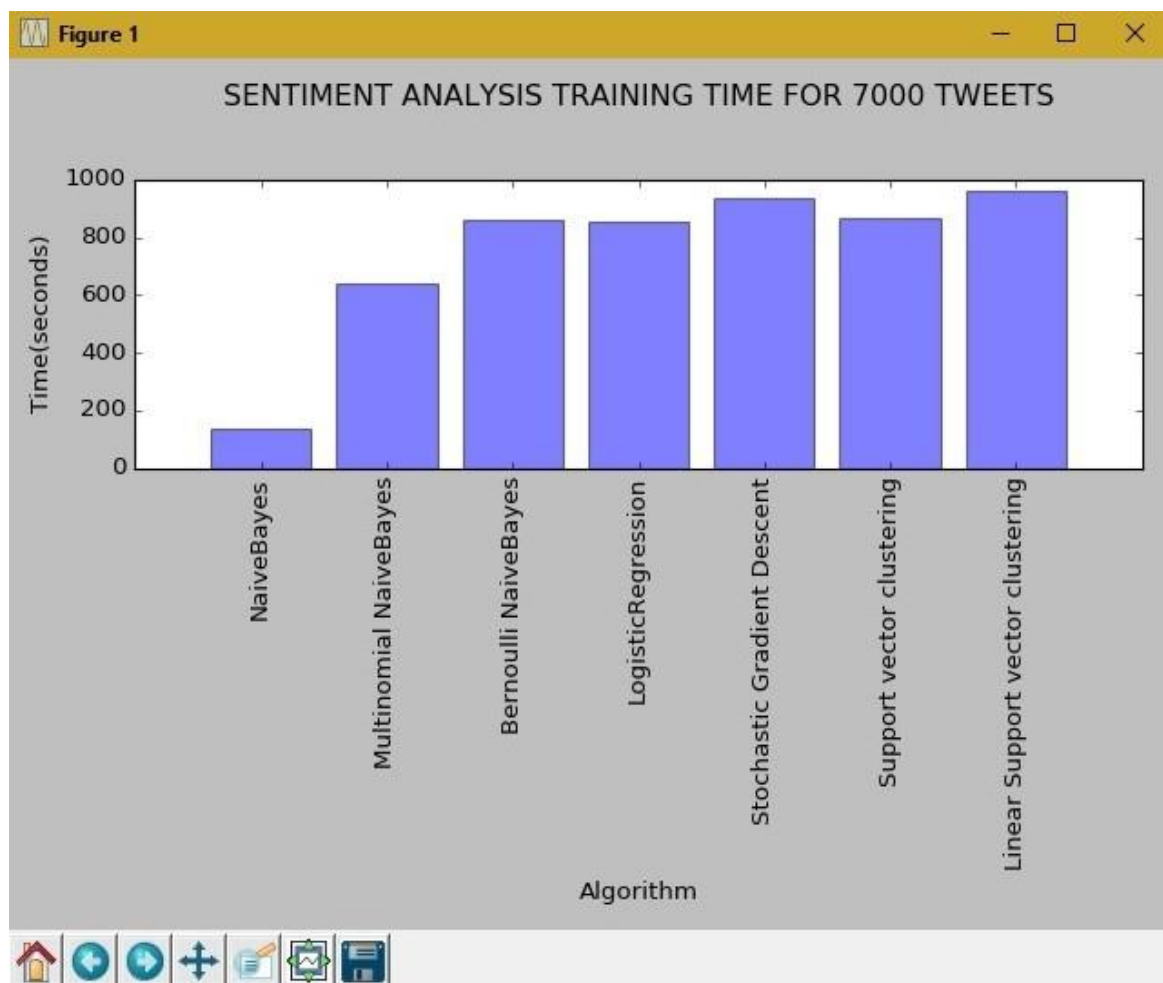 Figure 1
SENTIMENT ANALYSIS TRAINING TIME FOR 7000 TWEETS
1000
800
600
400
200
0
Time(seconds)
NaiveBayes
Multinomial NaiveBayes
Bernoulli NaiveBayes
LogisticRegression
Stochastic Gradient Descent
Support vector clustering
Linear Support vector clustering
Algorithm